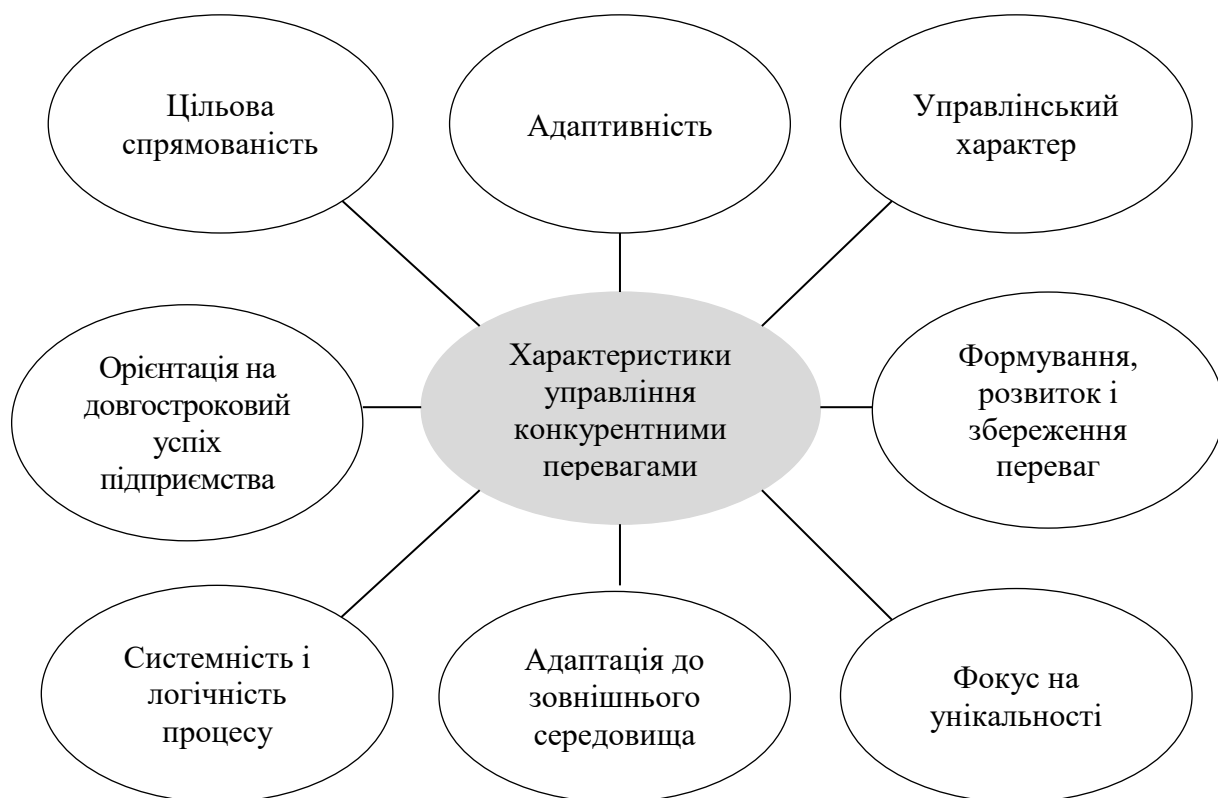 Цільова
спрямованість
Адаптивність
Управлінський
характер
Орієнтація на
довгостроковий
успіх
підприємства
Характеристики
управління
конкурентними
перевагами
Формування,
розвиток і
збереження
переваг
Системність і
логічність
процесу
Адаптація до
зовнішнього
середовища
Фокус на
унікальності